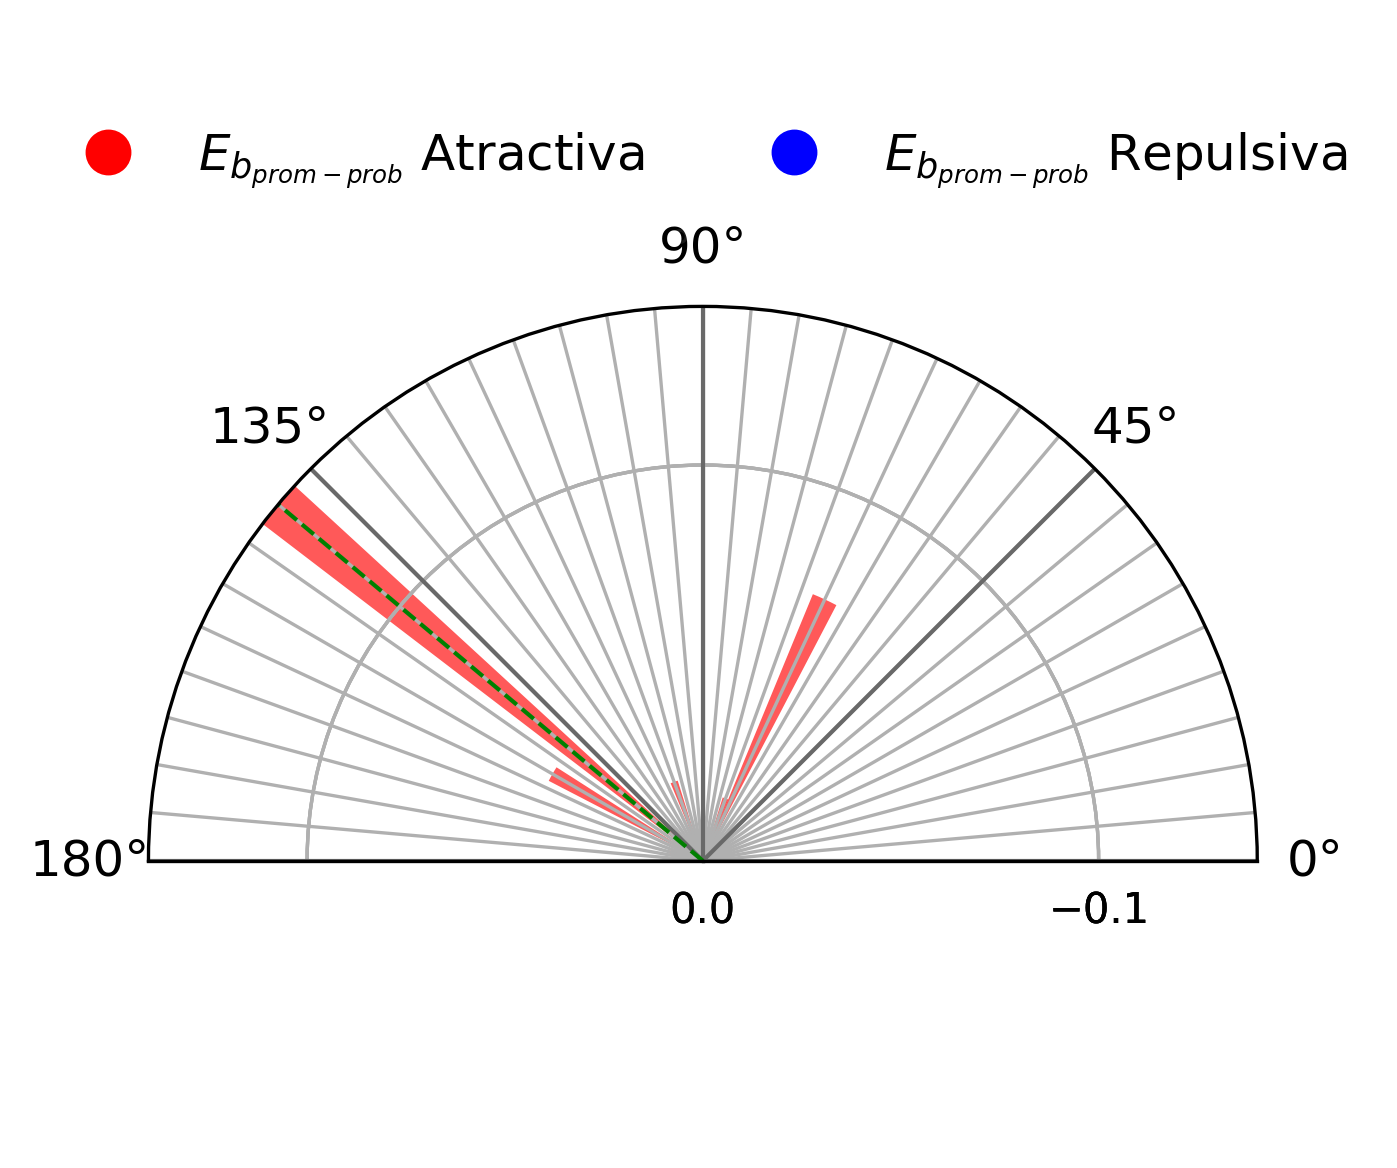 E_{b_{prom-prob}} Atractiva E_{b_{prom-prob}} Repulsiva
90°
135° 45°
180° 0°
0.0 −0.1